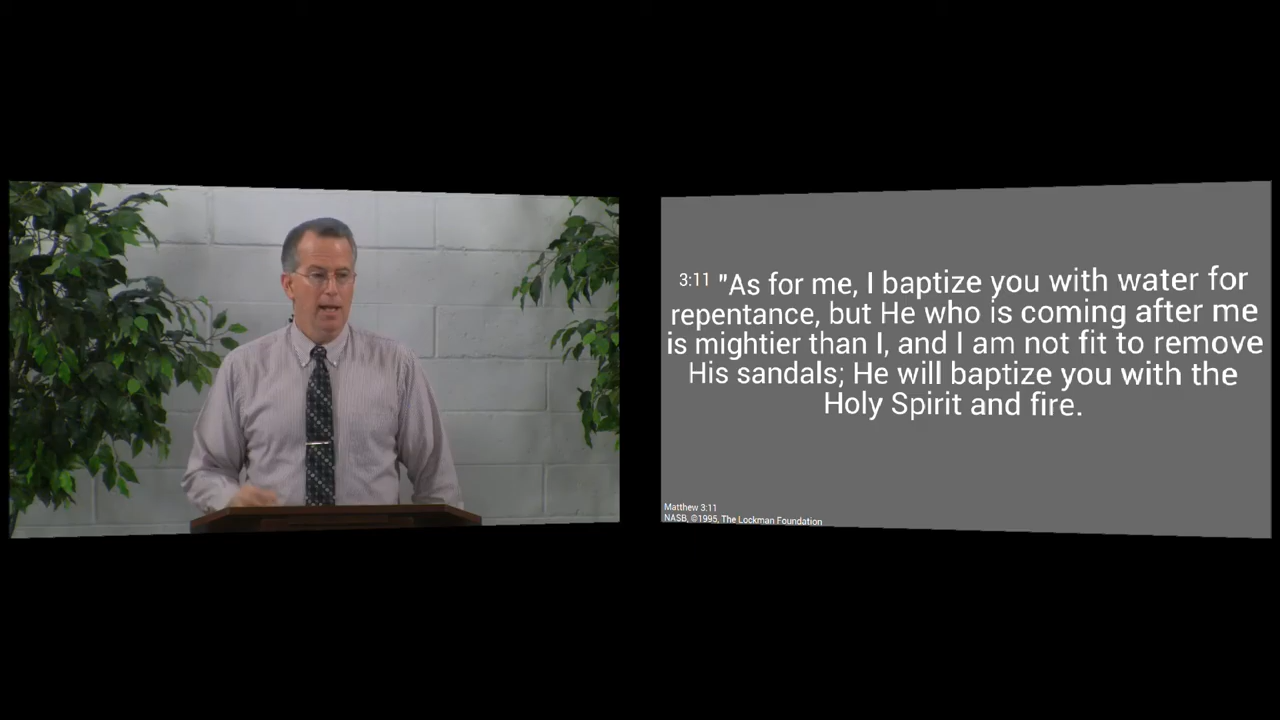 3:11 "As for me, I baptize you with water for
repentance, but He who is coming after me
is mightier than I, and I am not fit to remove
His sandals; He will baptize you with the
Holy Spirit and fire.
Matthew 3:11
NASB, ©1995, The Lockman Foundation